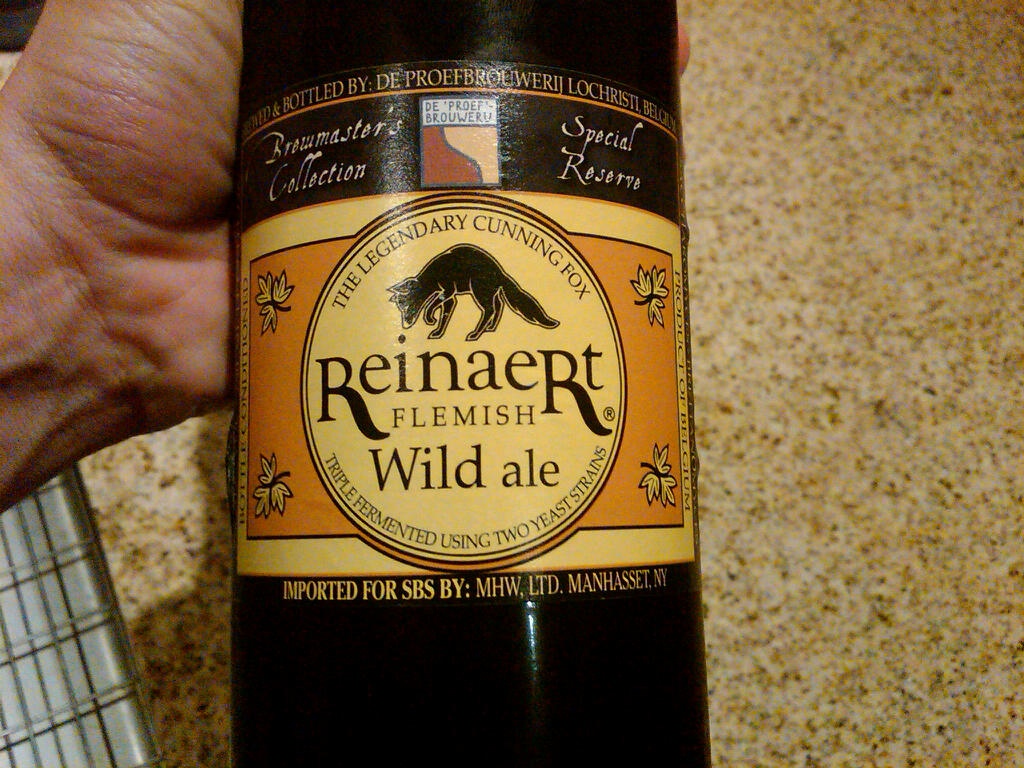 BREWED & BOTTLED BY: DE PROEFBROUWERIJ LOCHRISTI, BELGIUM
Brewmaster's
Collection
DE 'PROEF'-
BROUWERIJ
Special
Reserve
THE LEGENDARY CUNNING FOX
ReinaeRt®
FLEMISH
Wild ale
TRIPLE FERMENTED USING TWO YEAST STRAINS
BOTTLE CONDITIONED
PRODUCT OF BELGIUM
IMPORTED FOR SBS BY: MHW, LTD. MANHASSET, NY